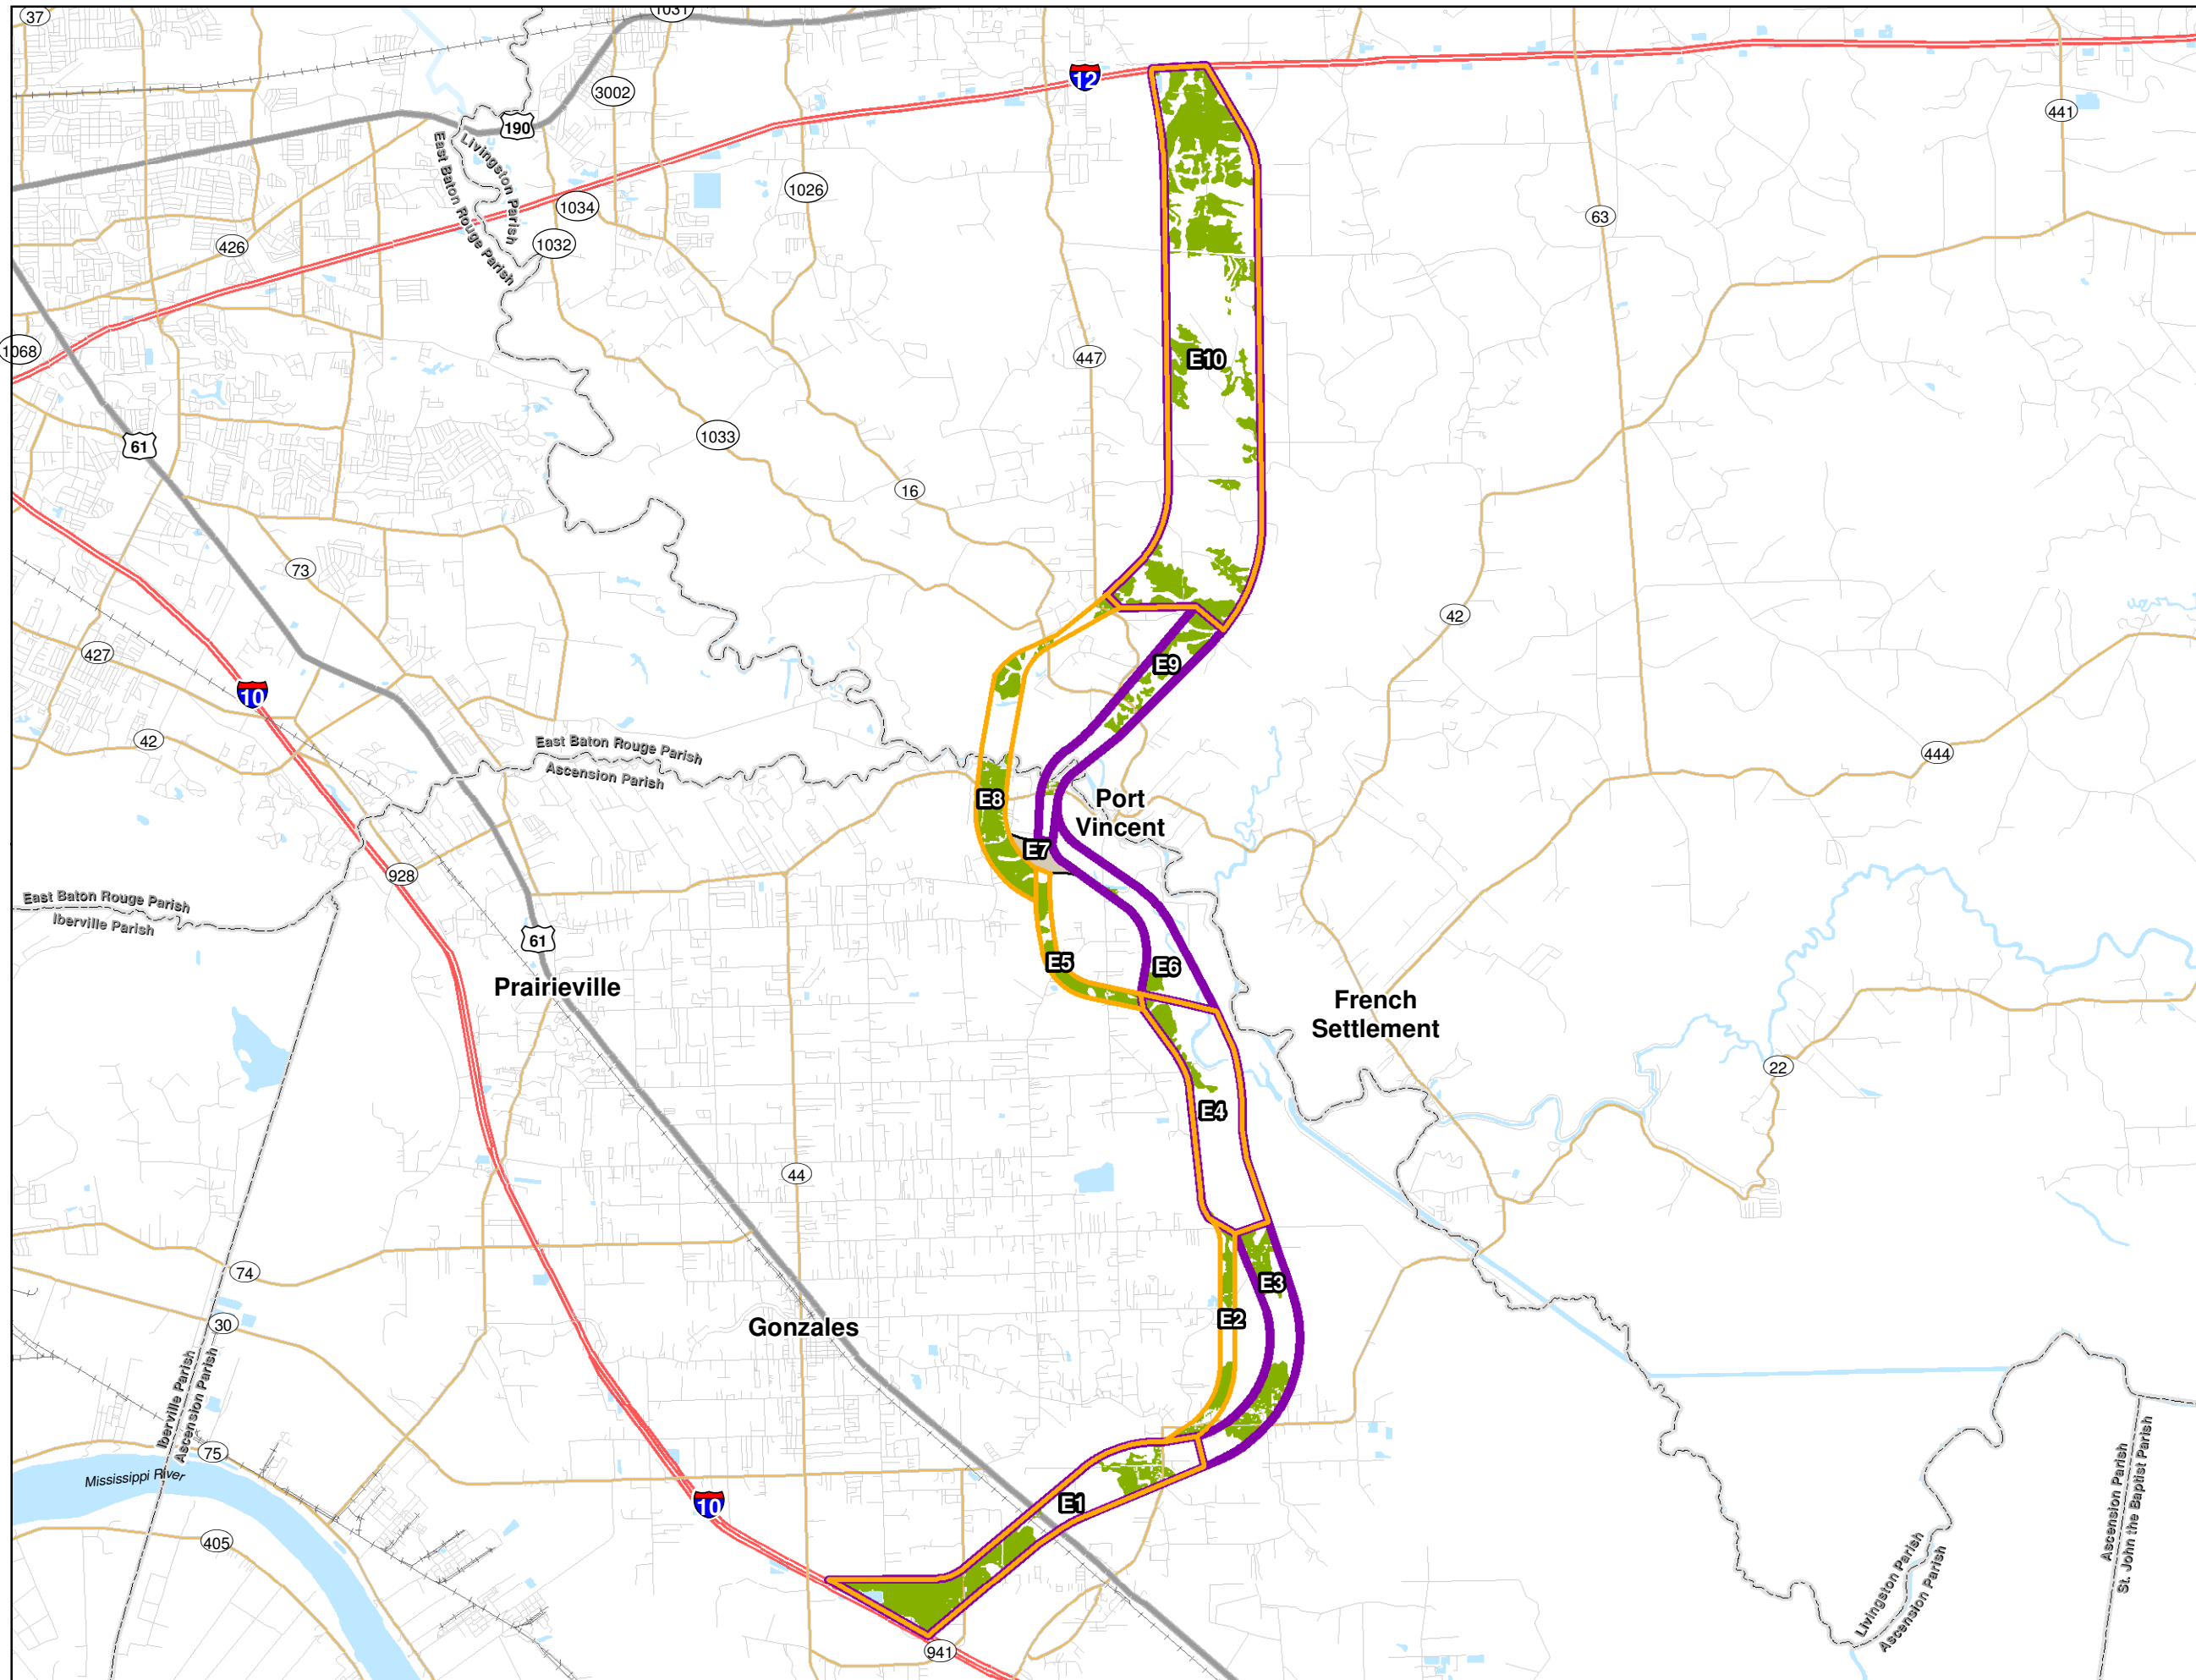 37
1031
12
3002
190
441
Livingston Parish
East Baton Rouge Parish
1026
1034
63
426
1032
1068
447
E10
61
1033
16
73
42
427
E9
10
42
East Baton Rouge Parish
Ascension Parish
444
E8
Port
Vincent
E7
928
East Baton Rouge Parish
Iberville Parish
61
E5
E6
Prairieville
French
Settlement
22
E4
44
74
E3
30
E2
Gonzales
Iberville Parish
Ascension Parish
75
Mississippi River
E1
10
405
941
Ascension Parish
St. John the Baptist Parish
Livingston Parish
Ascension Parish